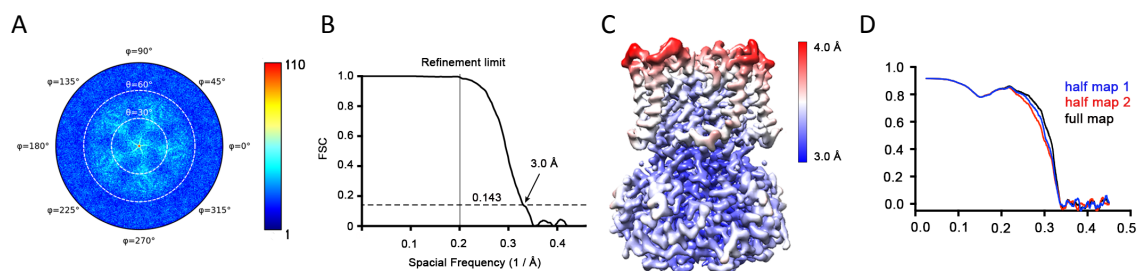 A
φ=90°
φ=135°
φ=45°
θ=60°
θ=30°
φ=180°
φ=0°
φ=225°
φ=315°
φ=270°
110
1
B
Refinement limit
1.0
0.8
0.6
0.4
0.2
0
FSC
3.0 Å
0.143
0.1
0.2
0.3
0.4
Spacial Frequency (1 / Å)
C
4.0 Å
3.0 Å
D
half map 1
half map 2
full map
1.0
0.8
0.6
0.4
0.2
0.0
0.0
0.1
0.2
0.3
0.4
0.5